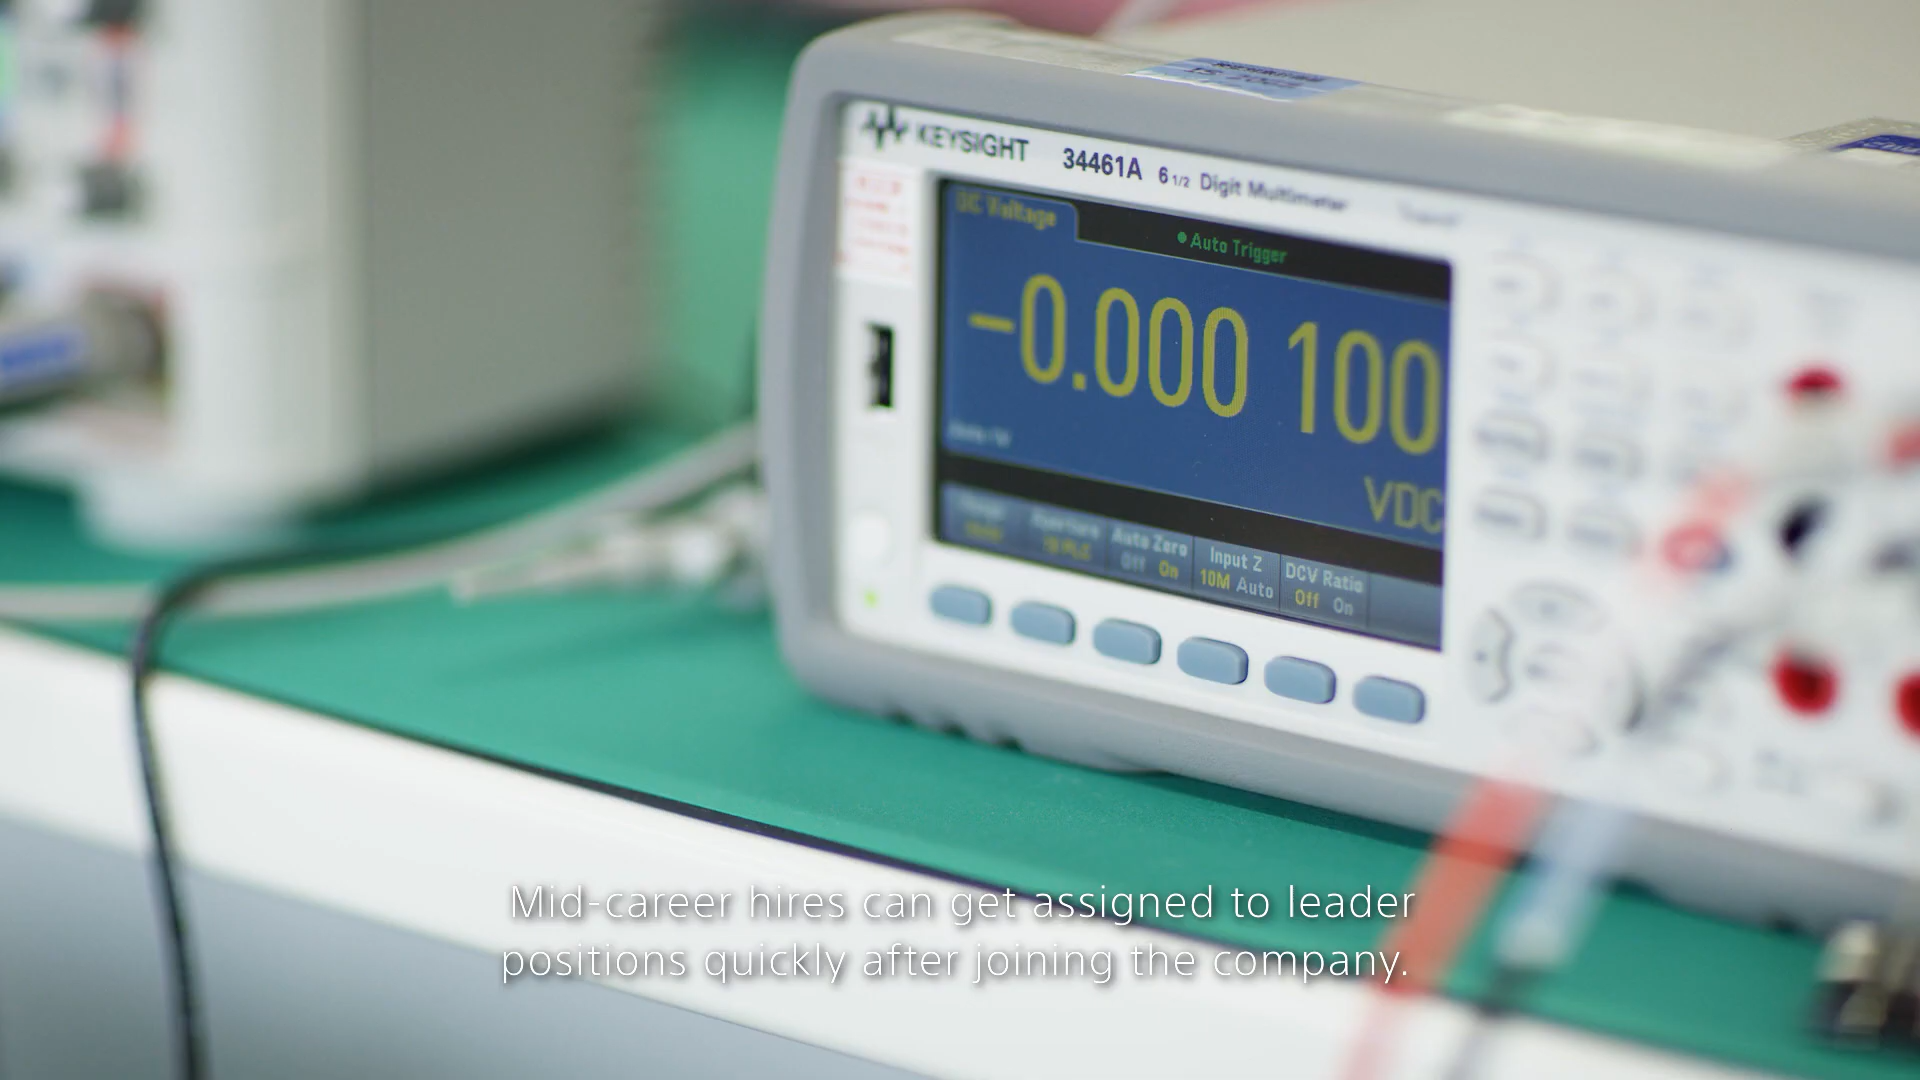 KEYSIGHT 34461A 6 1/2 Digit Multimeter
DC Voltage
Auto Trigger
-0.000 100
VDC
Aperture Auto Zero Input Z DCV Ratio
Off On 10M Auto Off On
Mid-career hires can get assigned to leader
positions quickly after joining the company.